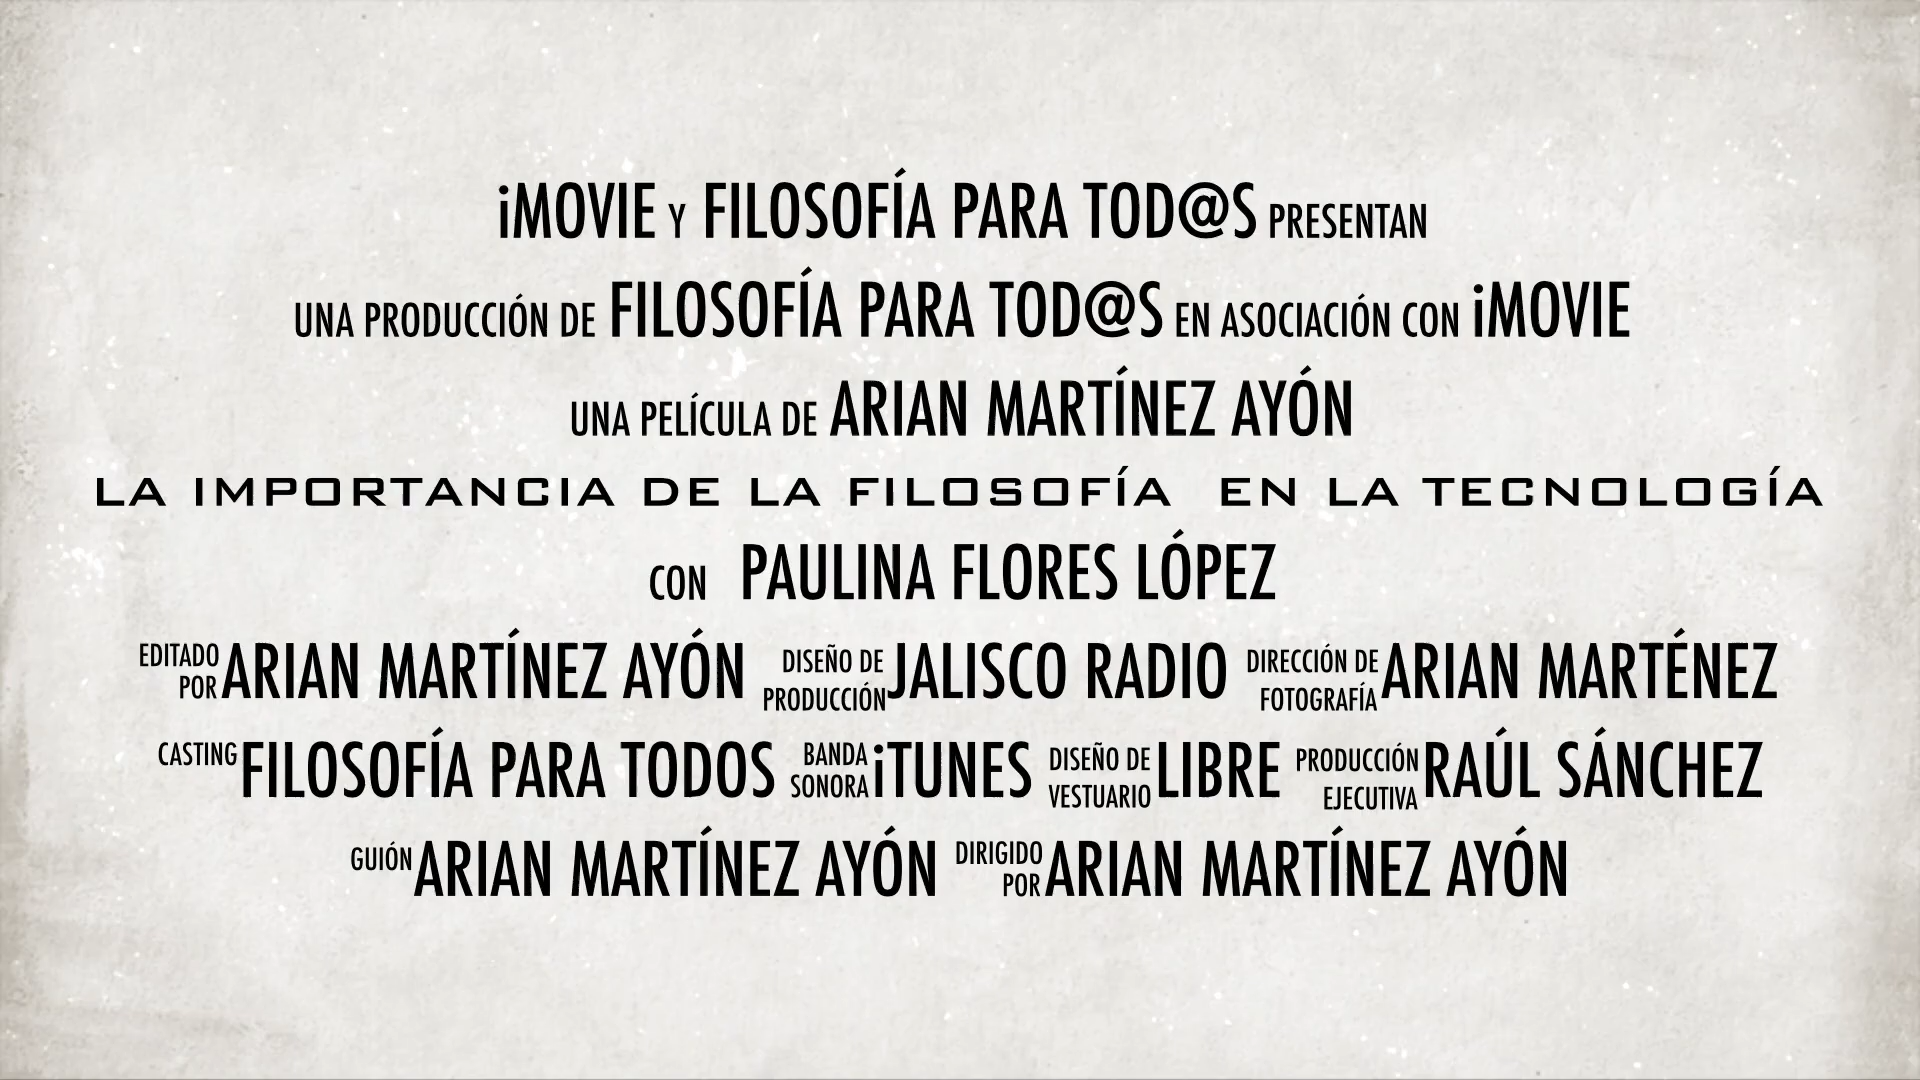 iMOVIE Y FILOSOFÍA PARA TOD@S PRESENTAN
UNA PRODUCCIÓN DE FILOSOFÍA PARA TOD@S EN ASOCIACIÓN CON iMOVIE
UNA PELÍCULA DE ARIAN MARTÍNEZ AYÓN
LA IMPORTANCIA DE LA FILOSOFÍA EN LA TECNOLOGÍA
CON PAULINA FLORES LÓPEZ
EDITADO POR ARIAN MARTÍNEZ AYÓN DISEÑO DE PRODUCCIÓN JALISCO RADIO DIRECCIÓN DE FOTOGRAFÍA ARIAN MARTÉNEZ
CASTING FILOSOFÍA PARA TODOS BANDA SONORA iTUNES DISEÑO DE VESTUARIO LIBRE PRODUCCIÓN EJECUTIVA RAÚL SÁNCHEZ
GUIÓN ARIAN MARTÍNEZ AYÓN DIRIGIDO POR ARIAN MARTÍNEZ AYÓN